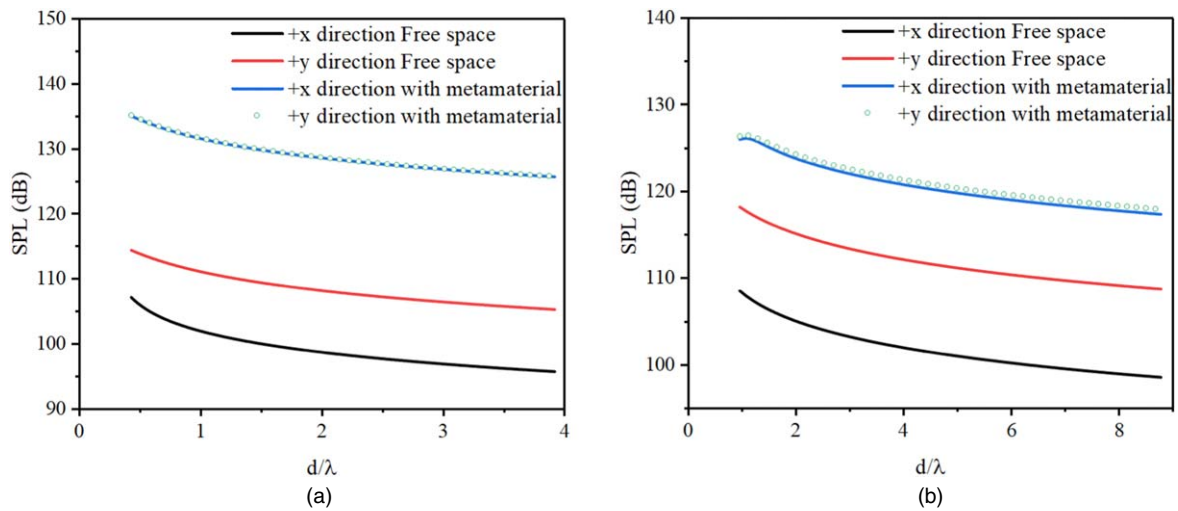 150
140
130
120
110
100
90
SPL (dB)
+x direction Free space
+y direction Free space
+x direction with metamaterial
+y direction with metamaterial
0 1 2 3 4
d/λ
(a)
140
130
120
110
100
SPL (dB)
+x direction Free space
+y direction Free space
+x direction with metamaterial
+y direction with metamaterial
0 2 4 6 8
d/λ
(b)